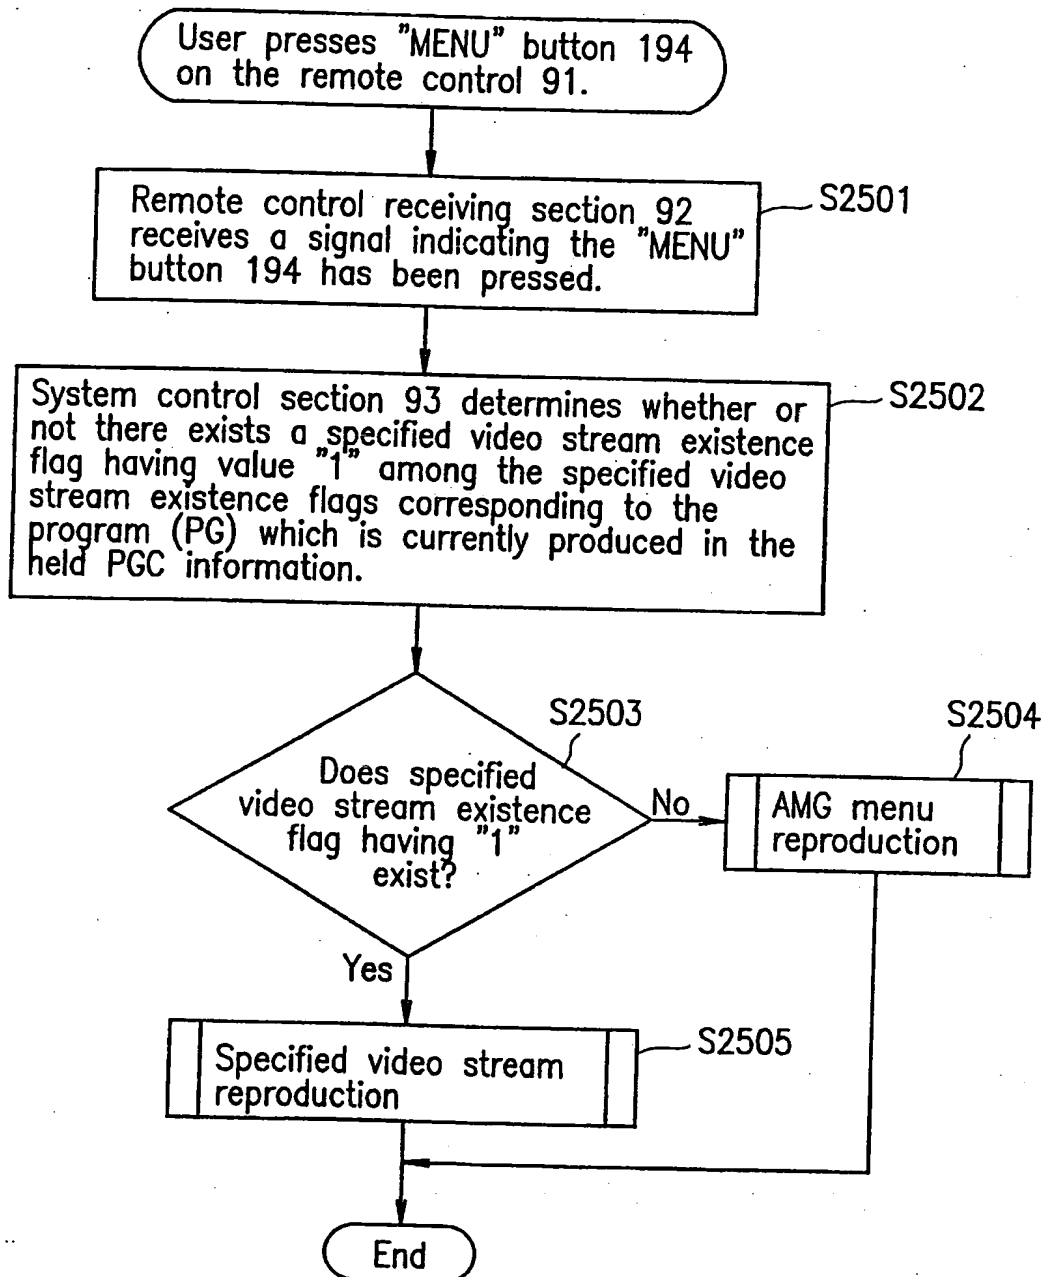 User presses "MENU" button 194
on the remote control 91.
Remote control receiving section 92
receives a signal indicating the "MENU"
button 194 has been pressed.
S2501
System control section 93 determines whether or
not there exists a specified video stream existence
flag having value "1" among the specified video
stream existence flags corresponding to the
program (PG) which is currently produced in the
held PGC information.
S2502
S2503
Does specified
video stream existence
flag having "1"
exist?
No
S2504
AMG menu
reproduction
Yes
Specified video stream
reproduction
S2505
End